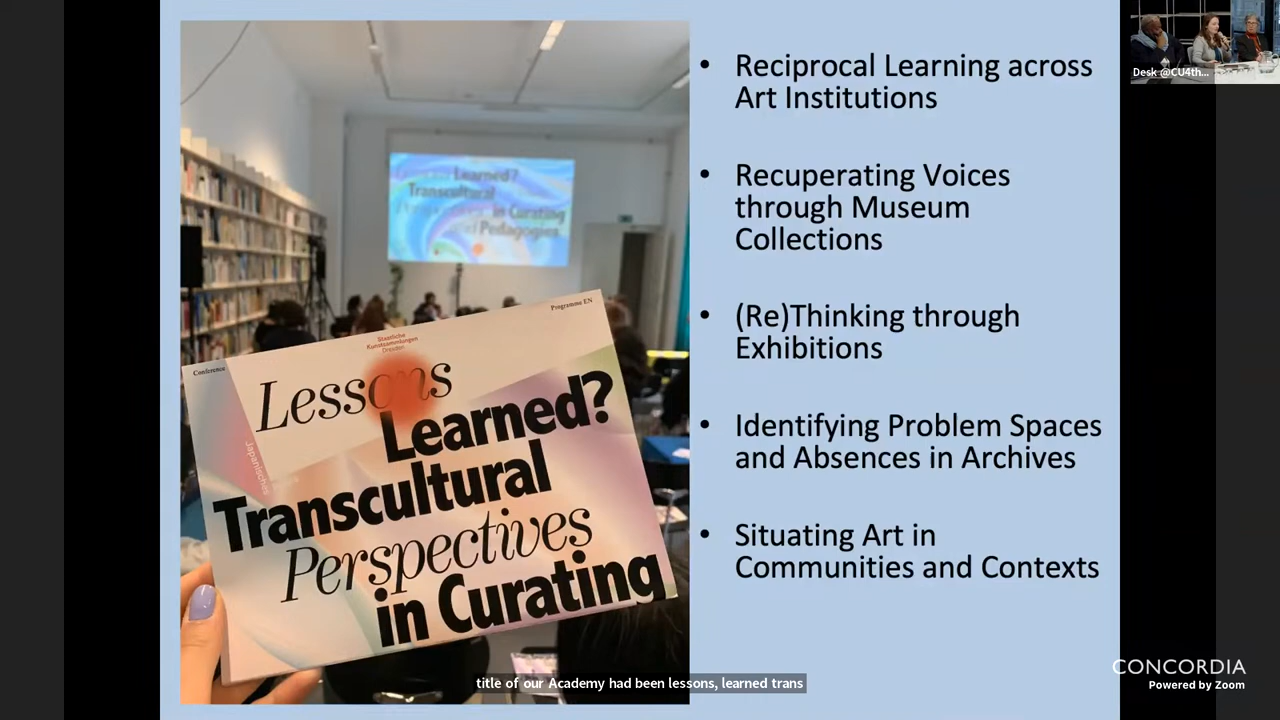 Reciprocal Learning across
Art Institutions
Recuperating Voices
through Museum
Collections
(Re)Thinking through
Exhibitions
Identifying Problem Spaces
and Absences in Archives
Situating Art in
Communities and Contexts
Learned?
Transcultural
in Curating
Pedagogies
Conference
Programme EN
Staatliche
Kunstsammlungen
Dresden
Japanisches
Lessons
Learned?
Transcultural
Perspectives
in Curating
title of our Academy had been lessons, learned trans
Desk @CU4th...
CONCORDIA
Powered by Zoom